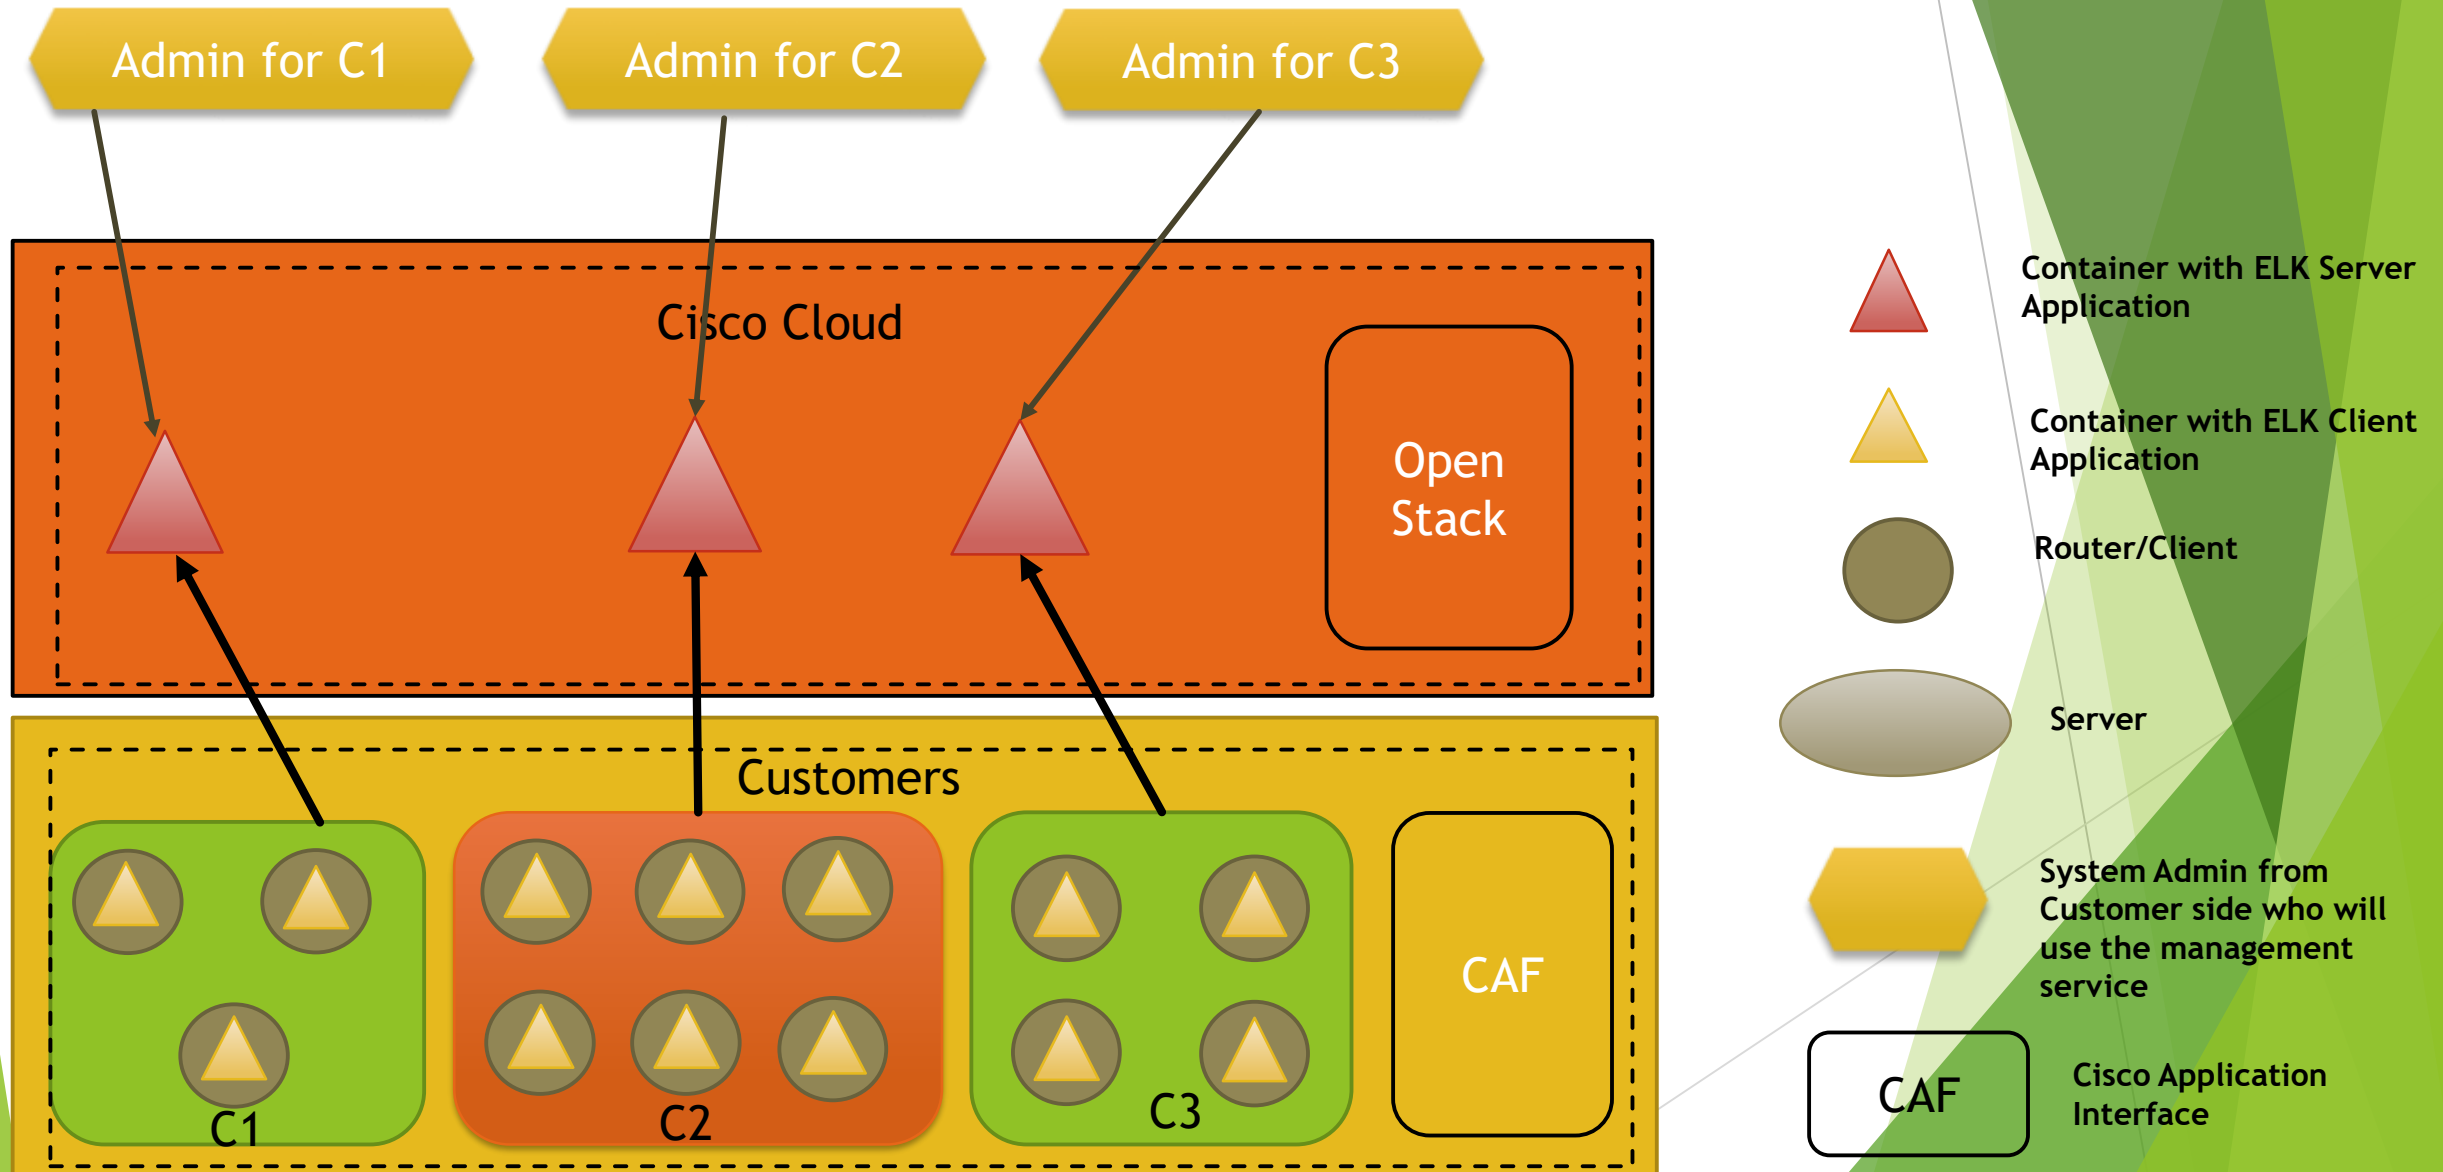 Admin for C1
Admin for C2
Admin for C3
Cisco Cloud
Open
Stack
Customers
C1
C2
C3
CAF
Container with ELK Server
Application
Container with ELK Client
Application
Router/Client
Server
System Admin from
Customer side who will
use the management
service
CAF
Cisco Application
Interface